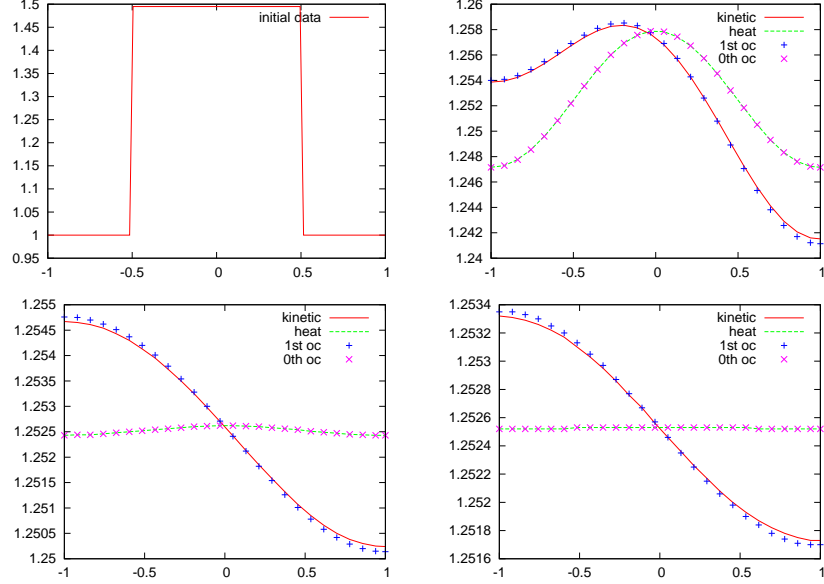 1.5
1.45
1.4
1.35
1.3
1.25
1.2
1.15
1.1
1.05
1
0.95
-1 -0.5 0 0.5 1
initial data
1.26
1.258
1.256
1.254
1.252
1.25
1.248
1.246
1.244
1.242
1.24
-1 -0.5 0 0.5 1
kinetic
heat
1st oc
0th oc
1.255
1.2545
1.254
1.2535
1.253
1.2525
1.252
1.2515
1.251
1.2505
1.25
-1 -0.5 0 0.5 1
kinetic
heat
1st oc
0th oc
1.2534
1.2532
1.253
1.2528
1.2526
1.2524
1.2522
1.252
1.2518
1.2516
-1 -0.5 0 0.5 1
kinetic
heat
1st oc
0th oc